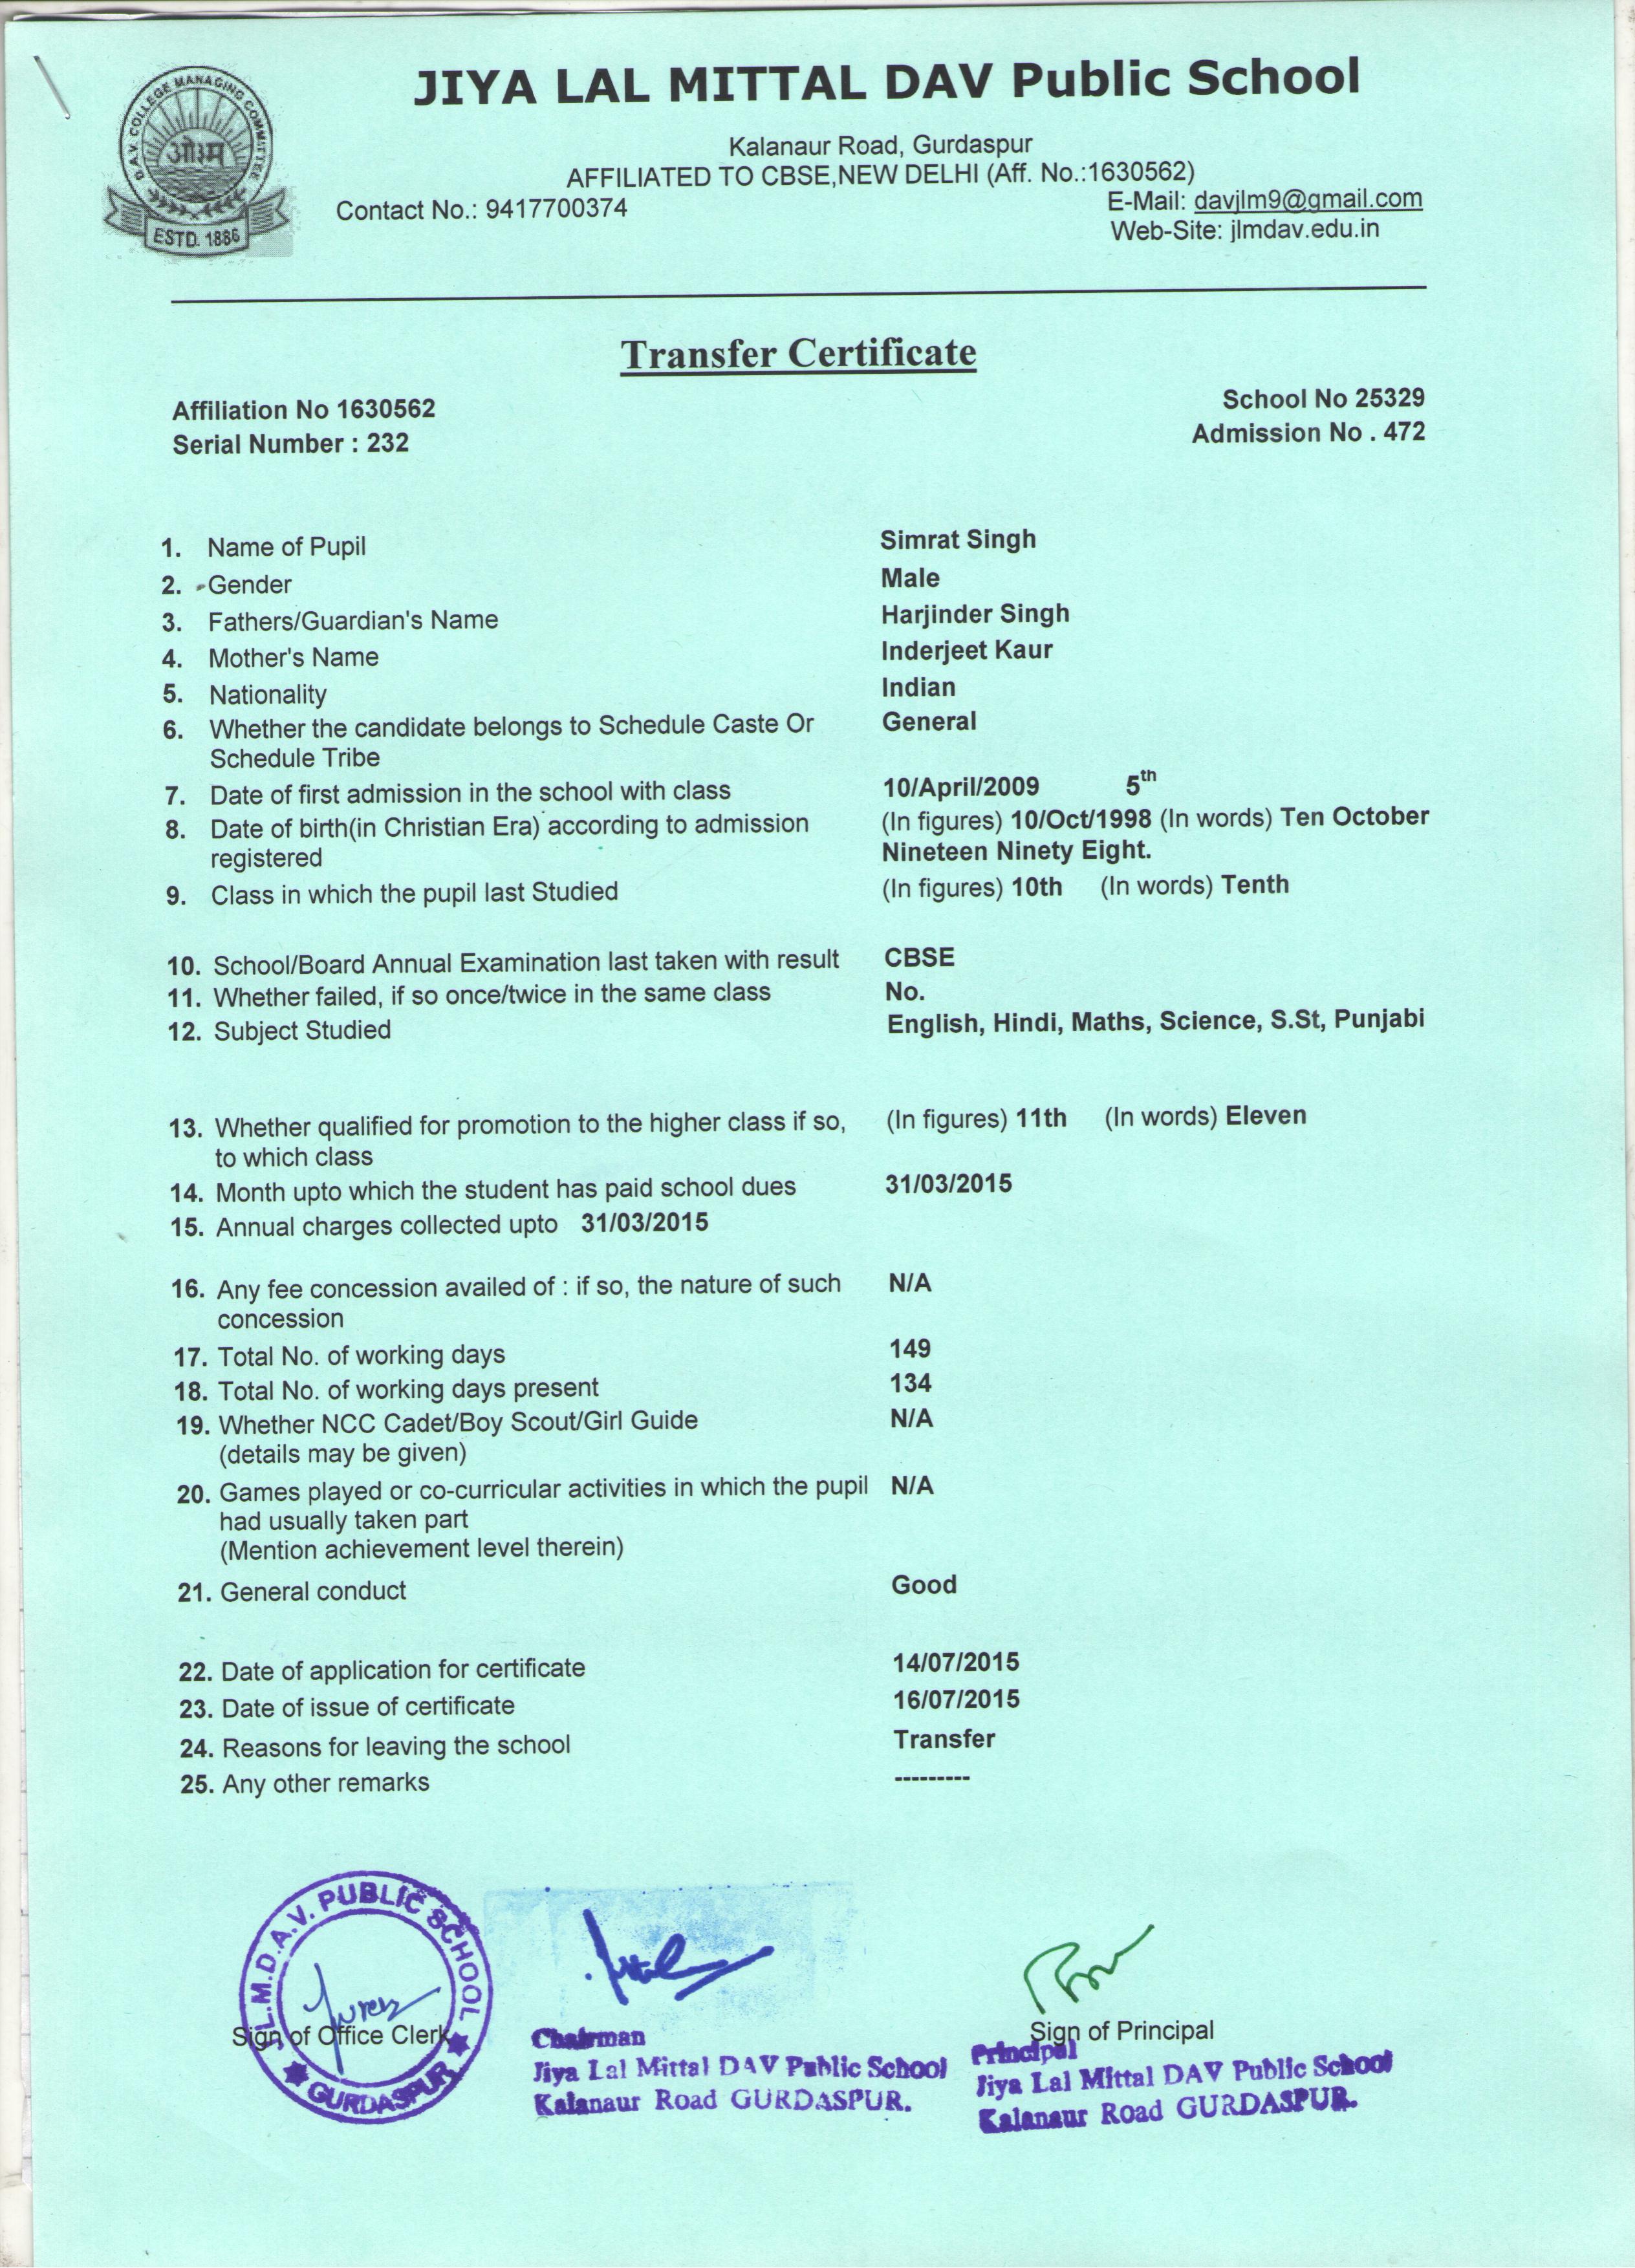 D.A.V. COLLEGE MANAGING COMMITTEE
ओ३म्
ESTD. 1886
JIYA LAL MITTAL DAV Public School
Kalanaur Road, Gurdaspur
AFFILIATED TO CBSE,NEW DELHI (Aff. No.:1630562)
Contact No.: 9417700374
E-Mail: davjlm9@gmail.com
Web-Site: jlmdav.edu.in
Transfer Certificate
Affiliation No 1630562
School No 25329
Serial Number : 232
Admission No . 472
1. Name of Pupil Simrat Singh
2. Gender Male
3. Fathers/Guardian's Name Harjinder Singh
4. Mother's Name Inderjeet Kaur
5. Nationality Indian
6. Whether the candidate belongs to Schedule Caste Or General
Schedule Tribe
7. Date of first admission in the school with class 10/April/2009 5th
8. Date of birth(in Christian Era) according to admission (In figures) 10/Oct/1998 (In words) Ten October
registered Nineteen Ninety Eight.
9. Class in which the pupil last Studied (In figures) 10th (In words) Tenth
10. School/Board Annual Examination last taken with result CBSE
11. Whether failed, if so once/twice in the same class No.
12. Subject Studied English, Hindi, Maths, Science, S.St, Punjabi
13. Whether qualified for promotion to the higher class if so, (In figures) 11th (In words) Eleven
to which class
14. Month upto which the student has paid school dues 31/03/2015
15. Annual charges collected upto 31/03/2015
16. Any fee concession availed of : if so, the nature of such N/A
concession
17. Total No. of working days 149
18. Total No. of working days present 134
19. Whether NCC Cadet/Boy Scout/Girl Guide N/A
(details may be given)
20. Games played or co-curricular activities in which the pupil N/A
had usually taken part
(Mention achievement level therein)
21. General conduct Good
22. Date of application for certificate 14/07/2015
23. Date of issue of certificate 16/07/2015
24. Reasons for leaving the school Transfer
25. Any other remarks ---------
J.L.M.D.A.V. PUBLIC SCHOOL
GURDASPUR
Sign of Office Clerk
Chairman
Jiya Lal Mittal DAV Public School
Kalanaur Road GURDASPUR.
Sign of Principal
Principal
Jiya Lal Mittal DAV Public School
Kalanaur Road GURDASPUR.